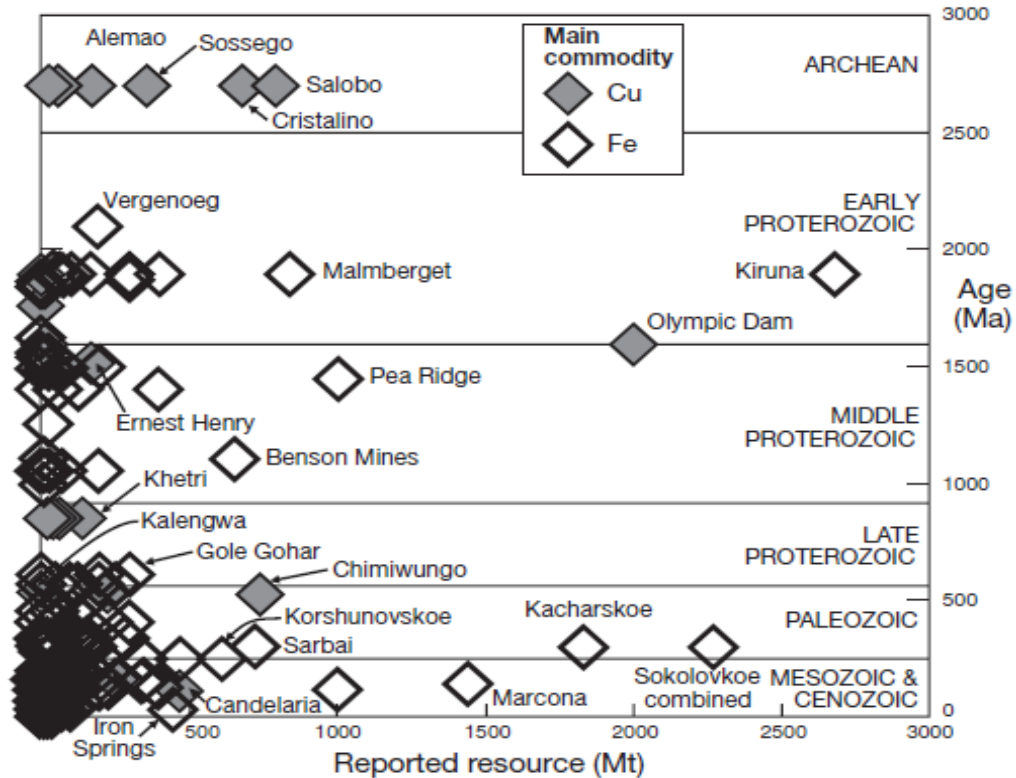 3000
Alemao
Sossego
Main
commodity
Cu
Fe
ARCHEAN
Salobo
Cristalino
2500
Vergenoeg
EARLY
PROTEROZOIC
2000
Malmberget
Kiruna
Age
(Ma)
Olympic Dam
1500
Pea Ridge
Ernest Henry
MIDDLE
PROTEROZOIC
Benson Mines
Khetri
1000
Kalengwa
LATE
PROTEROZOIC
Gole Gohar
Chimiwungo
Korshunovskoe
Kacharskoe
500
PALEOZOIC
Sarbai
Sokolovkoe
combined
MESOZOIC &
CENOZOIC
Candelaria
Marcona
Iron
Springs
0
500
1000
1500
2000
2500
3000
Reported resource (Mt)